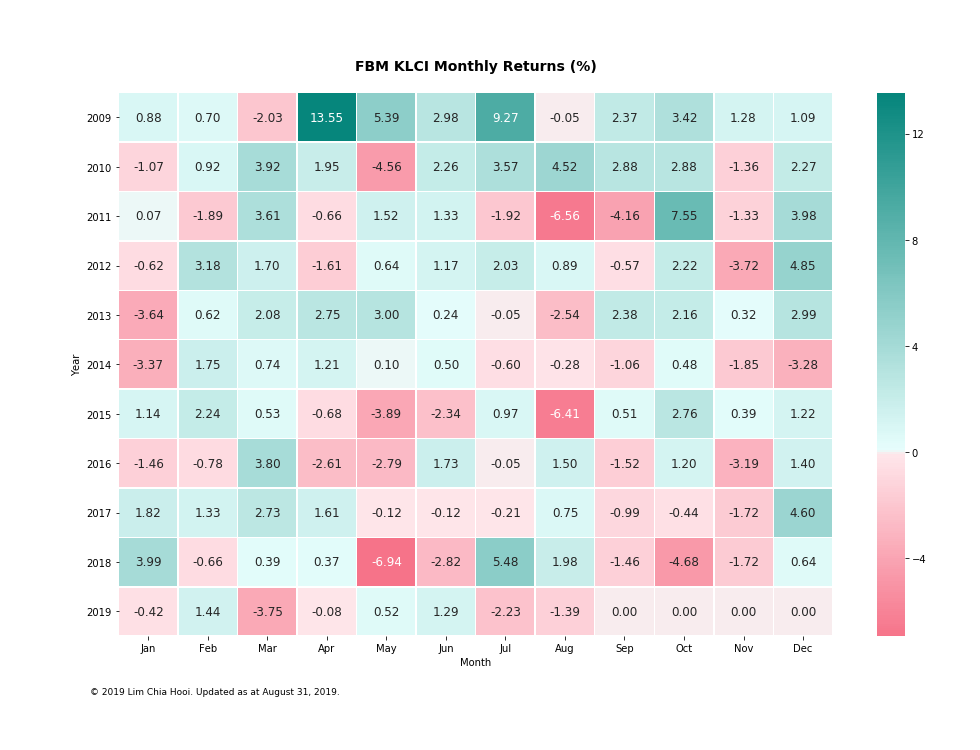 FBM KLCI Monthly Returns (%)
2009 0.88 0.70 -2.03 13.55 5.39 2.98 9.27 -0.05 2.37 3.42 1.28 1.09
12
2010 -1.07 0.92 3.92 1.95 -4.56 2.26 3.57 4.52 2.88 2.88 -1.36 2.27
2011 0.07 -1.89 3.61 -0.66 1.52 1.33 -1.92 -6.56 -4.16 7.55 -1.33 3.98
8
2012 -0.62 3.18 1.70 -1.61 0.64 1.17 2.03 0.89 -0.57 2.22 -3.72 4.85
2013 -3.64 0.62 2.08 2.75 3.00 0.24 -0.05 -2.54 2.38 2.16 0.32 2.99
4
Year
2014 -3.37 1.75 0.74 1.21 0.10 0.50 -0.60 -0.28 -1.06 0.48 -1.85 -3.28
2015 1.14 2.24 0.53 -0.68 -3.89 -2.34 0.97 -6.41 0.51 2.76 0.39 1.22
0
2016 -1.46 -0.78 3.80 -2.61 -2.79 1.73 -0.05 1.50 -1.52 1.20 -3.19 1.40
2017 1.82 1.33 2.73 1.61 -0.12 -0.12 -0.21 0.75 -0.99 -0.44 -1.72 4.60
2018 3.99 -0.66 0.39 0.37 -6.94 -2.82 5.48 1.98 -1.46 -4.68 -1.72 0.64
−4
2019 -0.42 1.44 -3.75 -0.08 0.52 1.29 -2.23 -1.39 0.00 0.00 0.00 0.00
Jan Feb Mar Apr May Jun Jul Aug Sep Oct Nov Dec
Month
© 2019 Lim Chia Hooi. Updated as at August 31, 2019.